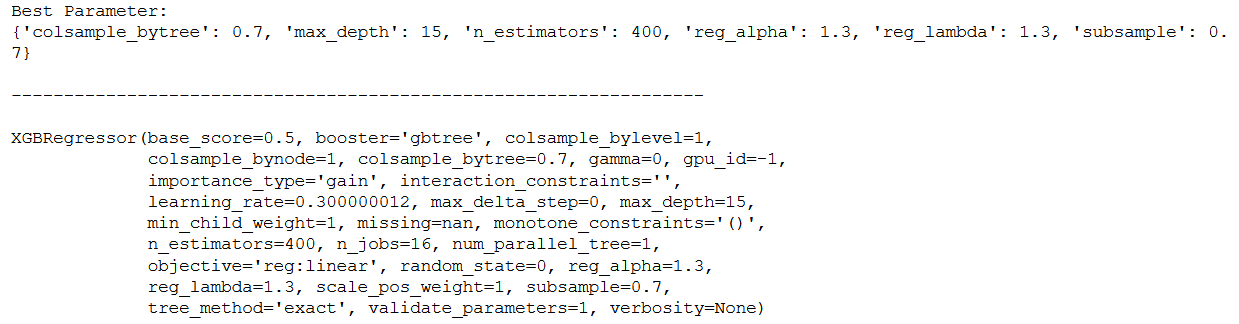 Best Parameter:
{'colsample_bytree': 0.7, 'max_depth': 15, 'n_estimators': 400, 'reg_alpha': 1.3, 'reg_lambda': 1.3, 'subsample': 0.
7}
------------------------------------------------------------------
XGBRegressor(base_score=0.5, booster='gbtree', colsample_bylevel=1,
             colsample_bynode=1, colsample_bytree=0.7, gamma=0, gpu_id=-1,
             importance_type='gain', interaction_constraints='',
             learning_rate=0.300000012, max_delta_step=0, max_depth=15,
             min_child_weight=1, missing=nan, monotone_constraints='()',
             n_estimators=400, n_jobs=16, num_parallel_tree=1,
             objective='reg:linear', random_state=0, reg_alpha=1.3,
             reg_lambda=1.3, scale_pos_weight=1, subsample=0.7,
             tree_method='exact', validate_parameters=1, verbosity=None)